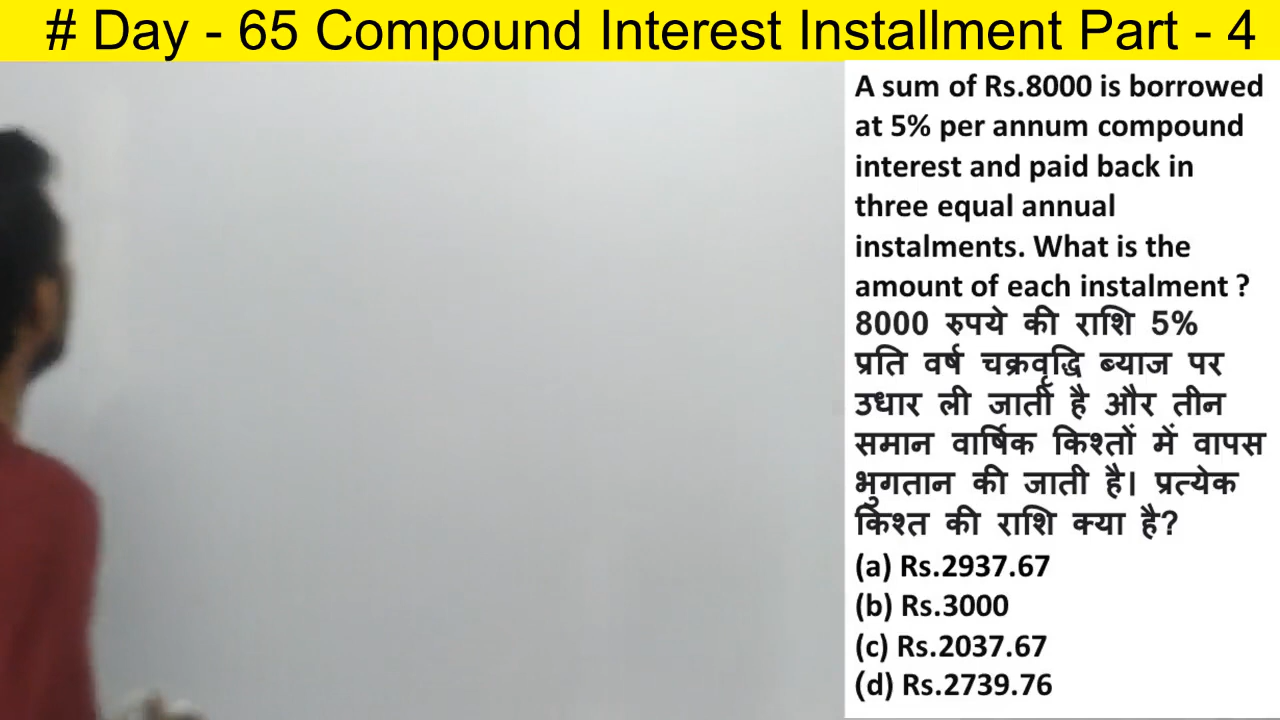 # Day - 65 Compound Interest Installment Part - 4
A sum of Rs.8000 is borrowed
at 5% per annum compound
interest and paid back in
three equal annual
instalments. What is the
amount of each instalment ?
8000 रुपये की राशि 5%
प्रति वर्ष चक्रवृद्धि ब्याज पर
उधार ली जाती है और तीन
समान वार्षिक किश्तों में वापस
भुगतान की जाती है। प्रत्येक
किश्त की राशि क्या है?
(a) Rs.2937.67
(b) Rs.3000
(c) Rs.2037.67
(d) Rs.2739.76